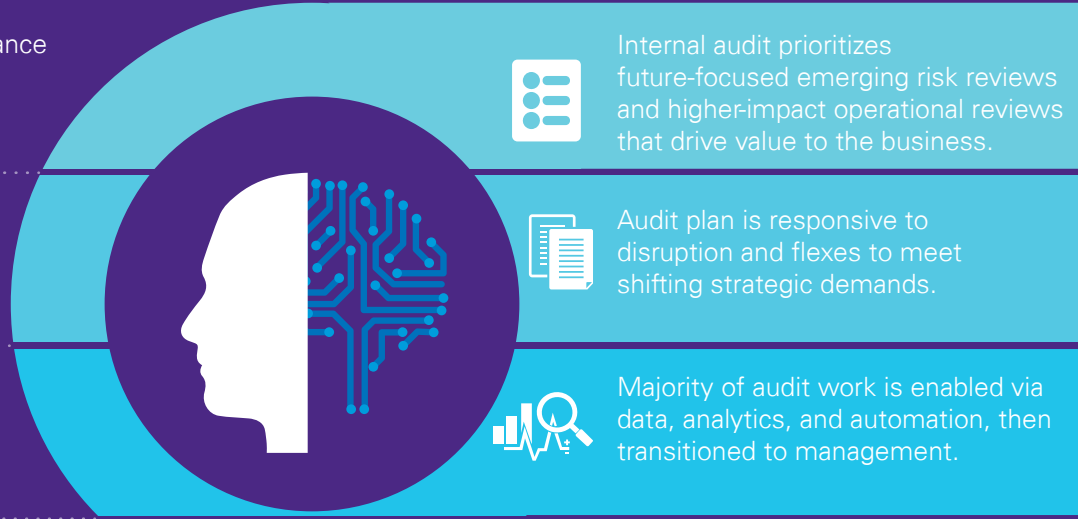 Internal audit prioritizes
future-focused emerging risk reviews
and higher-impact operational reviews
that drive value to the business.
Audit plan is responsive to
disruption and flexes to meet
shifting strategic demands.
Majority of audit work is enabled via
data, analytics, and automation, then
transitioned to management.